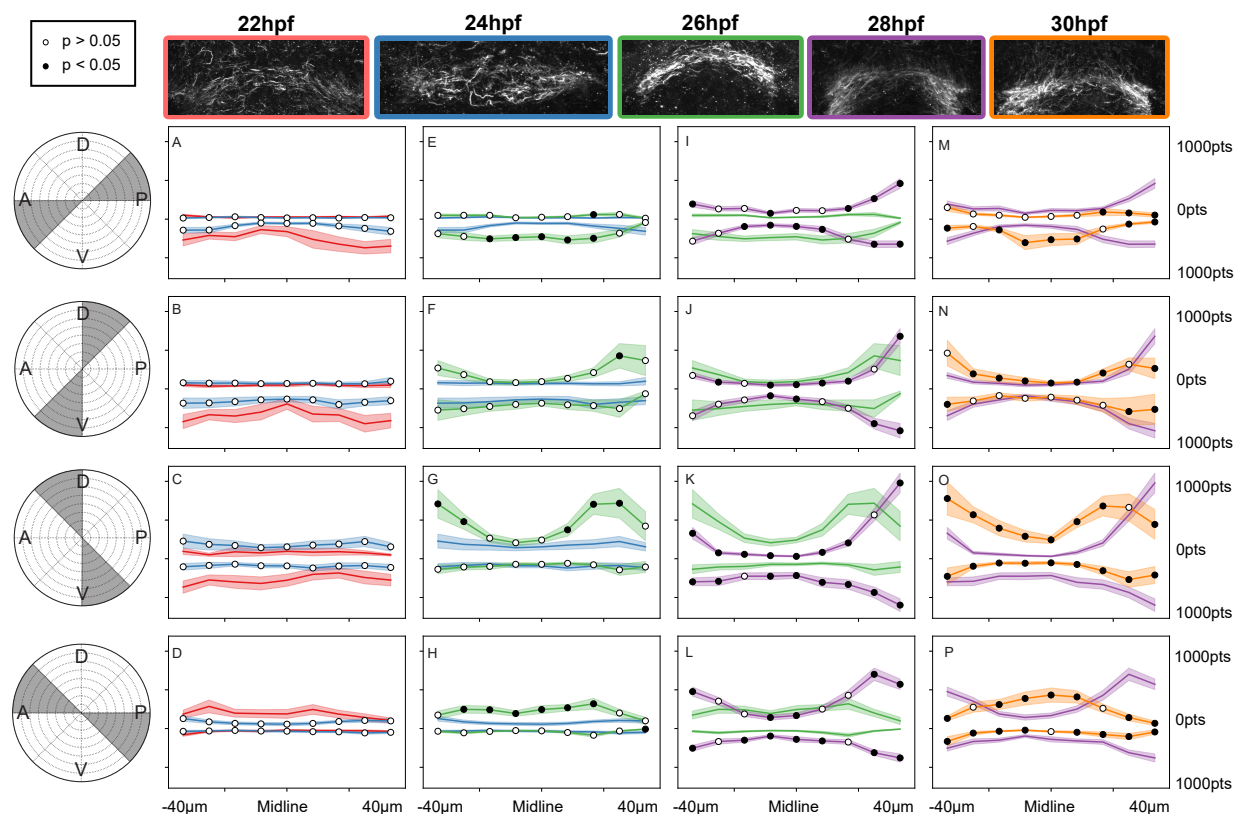 22hpf 24hpf 26hpf 28hpf 30hpf
p > 0.05
p < 0.05
D A P V
A E I M
1000pts
0pts
1000pts
D A P V
B F J N
1000pts
0pts
1000pts
D A P V
C G K O
1000pts
0pts
1000pts
D A P V
D H L P
1000pts
0pts
1000pts
-40µm Midline 40µm -40µm Midline 40µm -40µm Midline 40µm -40µm Midline 40µm